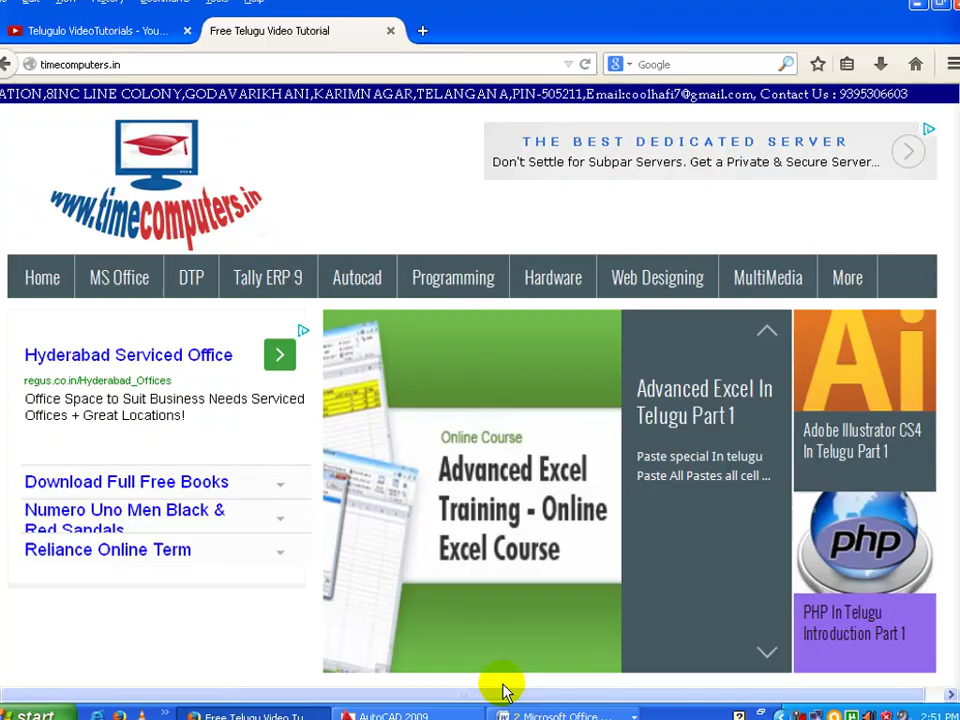 Telugulo VideoTutorials - You...
Free Telugu Video Tutorial
timecomputers.in
Google
ATION,8INC LINE COLONY,GODAVARIKHANI,KARIMNAGAR,TELANGANA,PIN-505211,Email:coolhafi7@gmail.com, Contact Us : 9395306603
www.timecomputers.in
THE BEST DEDICATED SERVER
Don't Settle for Subpar Servers. Get a Private & Secure Server...
Home MS Office DTP Tally ERP 9 Autocad Programming Hardware Web Designing MultiMedia More
Hyderabad Serviced Office
regus.co.in/Hyderabad_Offices
Office Space to Suit Business Needs Serviced
Offices + Great Locations!
Download Full Free Books
Numero Uno Men Black &
Red Sandals
Reliance Online Term
Online Course
Advanced Excel
Training - Online
Excel Course
Advanced Excel In
Telugu Part 1
Paste special In telugu
Paste All Pastes all cell ...
Ai
Adobe Illustrator CS4
In Telugu Part 1
php
PHP In Telugu
Introduction Part 1
start
Free Telugu Video Tu...
AutoCAD 2009
2 Microsoft Office ...
2:51 PM